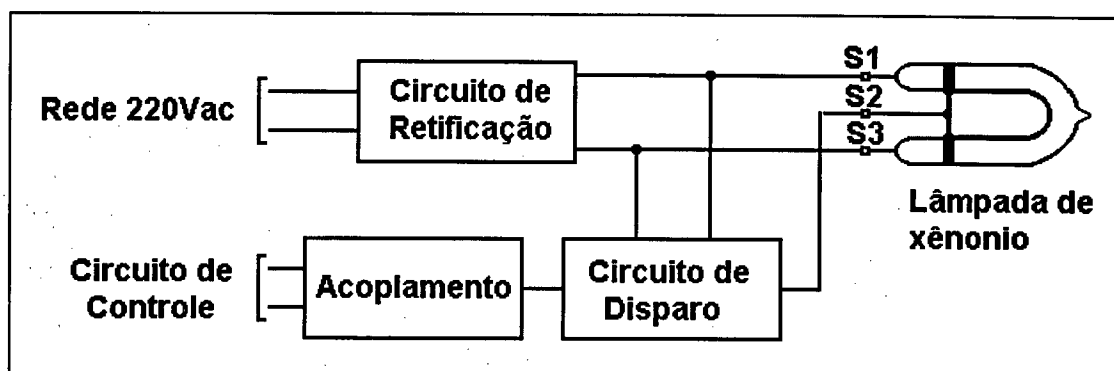 Rede 220Vac
Circuito de
Retificação
S1
S2
S3
Lâmpada de
xênonio
Circuito de
Controle
Acoplamento
Circuito de
Disparo